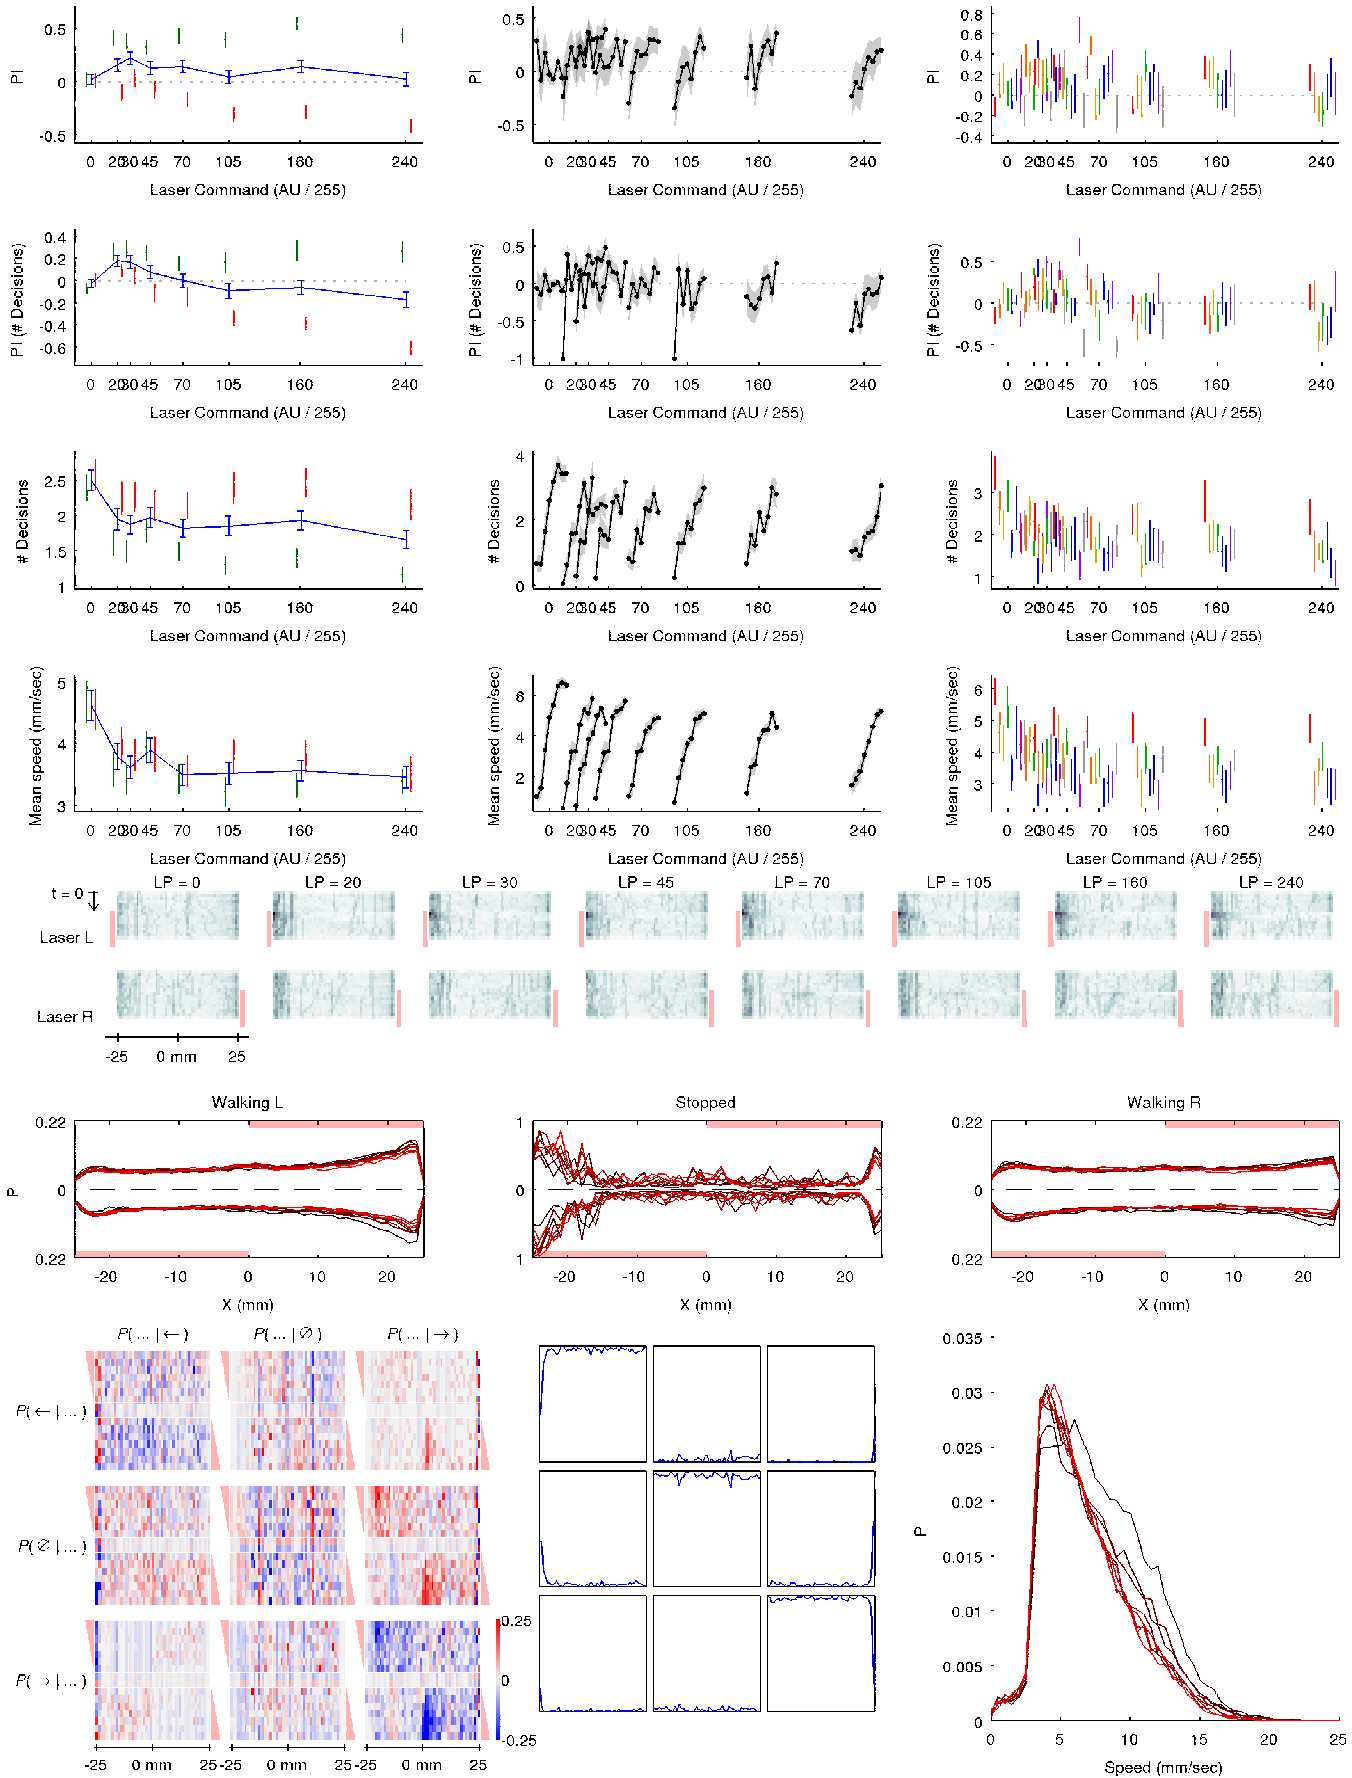 0.5
0
-0.5
PI
0 20 30 45 70 105 160 240
Laser Command (AU / 255)
0.5
0
-0.5
PI
0 20 30 45 70 105 160 240
Laser Command (AU / 255)
0.8
0.6
0.4
0.2
0
-0.2
-0.4
PI
0 20 30 45 70 105 160 240
Laser Command (AU / 255)
0.4
0.2
0
-0.2
-0.4
-0.6
PI (# Decisions)
0 20 30 45 70 105 160 240
Laser Command (AU / 255)
0.5
0
-0.5
-1
PI (# Decisions)
0 20 30 45 70 105 160 240
Laser Command (AU / 255)
0.5
0
-0.5
PI (# Decisions)
0 20 30 45 70 105 160 240
Laser Command (AU / 255)
2.5
2
1.5
1
# Decisions
0 20 30 45 70 105 160 240
Laser Command (AU / 255)
4
2
0
# Decisions
0 20 30 45 70 105 160 240
Laser Command (AU / 255)
3
2
1
# Decisions
0 20 30 45 70 105 160 240
Laser Command (AU / 255)
5
4
3
Mean speed (mm/sec)
0 20 30 45 70 105 160 240
Laser Command (AU / 255)
8
6
4
2
Mean speed (mm/sec)
0 20 30 45 70 105 160 240
Laser Command (AU / 255)
6
5
4
3
Mean speed (mm/sec)
0 20 30 45 70 105 160 240
Laser Command (AU / 255)
LP = 0 LP = 20 LP = 30 LP = 45 LP = 70 LP = 105 LP = 160 LP = 240
t = 0
Laser L
Laser R
-25 0 mm 25
Walking L
0.22
0
0.22
P
-20 -10 0 10 20
X (mm)
Stopped
1
0
1
-20 -10 0 10 20
X (mm)
Walking R
0.22
0
0.22
-20 -10 0 10 20
X (mm)
P( ... | ← ) P( ... | ∅ ) P( ... | → )
P( ← | ... )
P( ∅ | ... )
P( → | ... )
0.25
0
-0.25
-25 0 mm 25 -25 0 mm 25 -25 0 mm 25
0.035
0.03
0.025
0.02
0.015
0.01
0.005
0
P
0 5 10 15 20 25
Speed (mm/sec)